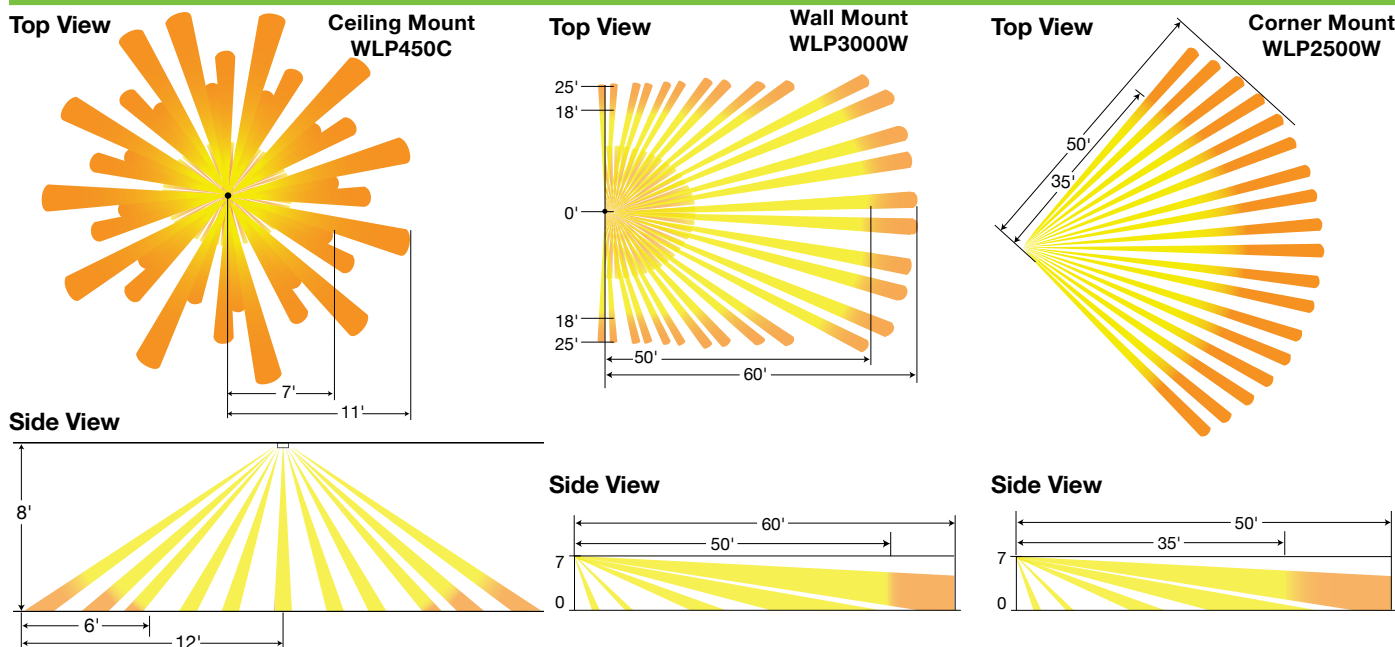 Top View
Ceiling Mount
WLP450C
7'
11'
Side View
8'
6'
12'
Top View
Wall Mount
WLP3000W
25'
18'
0'
18'
25'
50'
60'
Side View
60'
50'
7
0
Top View
Corner Mount
WLP2500W
50'
35'
Side View
50'
35'
7
0